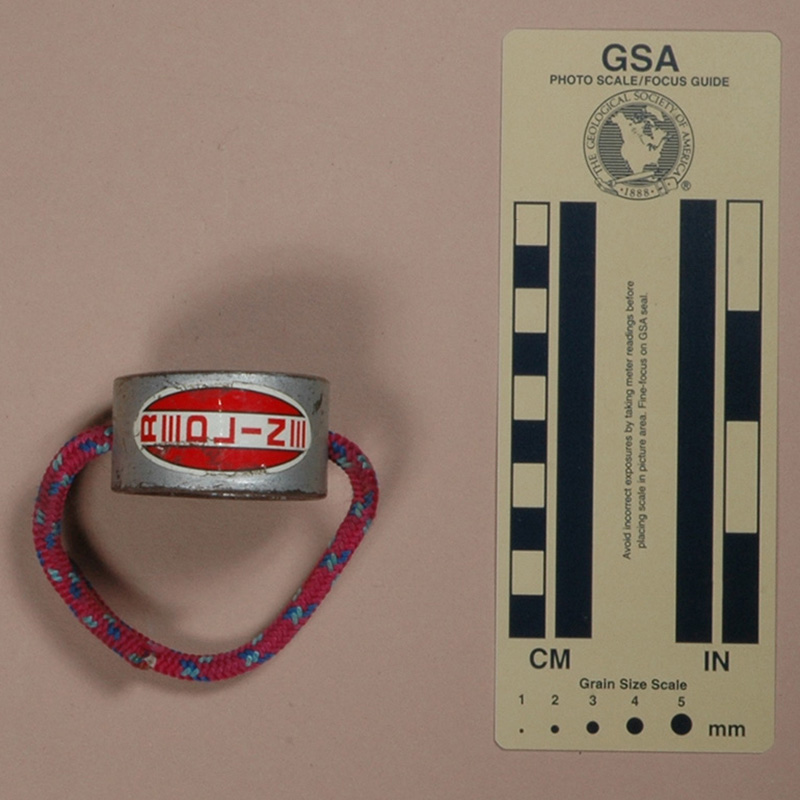 GSA
PHOTO SCALE/FOCUS GUIDE
THE GEOLOGICAL SOCIETY OF AMERICA
· 1888 ·
®
REDLINE
Avoid incorrect exposures by taking meter readings before
placing scale in picture area. Fine-focus on GSA seal.
CM IN
Grain Size Scale
1 2 3 4 5
mm